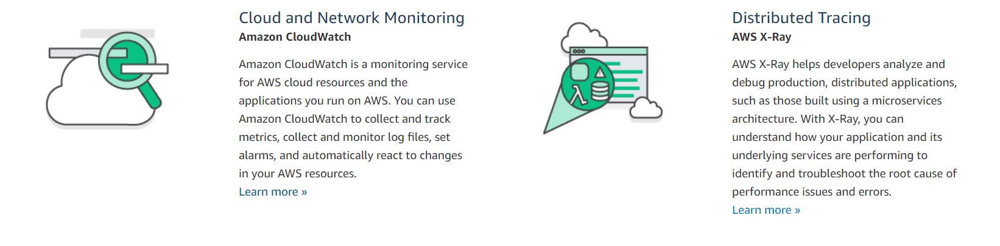 Cloud and Network Monitoring
Amazon CloudWatch
Amazon CloudWatch is a monitoring service
for AWS cloud resources and the
applications you run on AWS. You can use
Amazon CloudWatch to collect and track
metrics, collect and monitor log files, set
alarms, and automatically react to changes
in your AWS resources.
Learn more »
Distributed Tracing
AWS X-Ray
AWS X-Ray helps developers analyze and
debug production, distributed applications,
such as those built using a microservices
architecture. With X-Ray, you can
understand how your application and its
underlying services are performing to
identify and troubleshoot the root cause of
performance issues and errors.
Learn more »